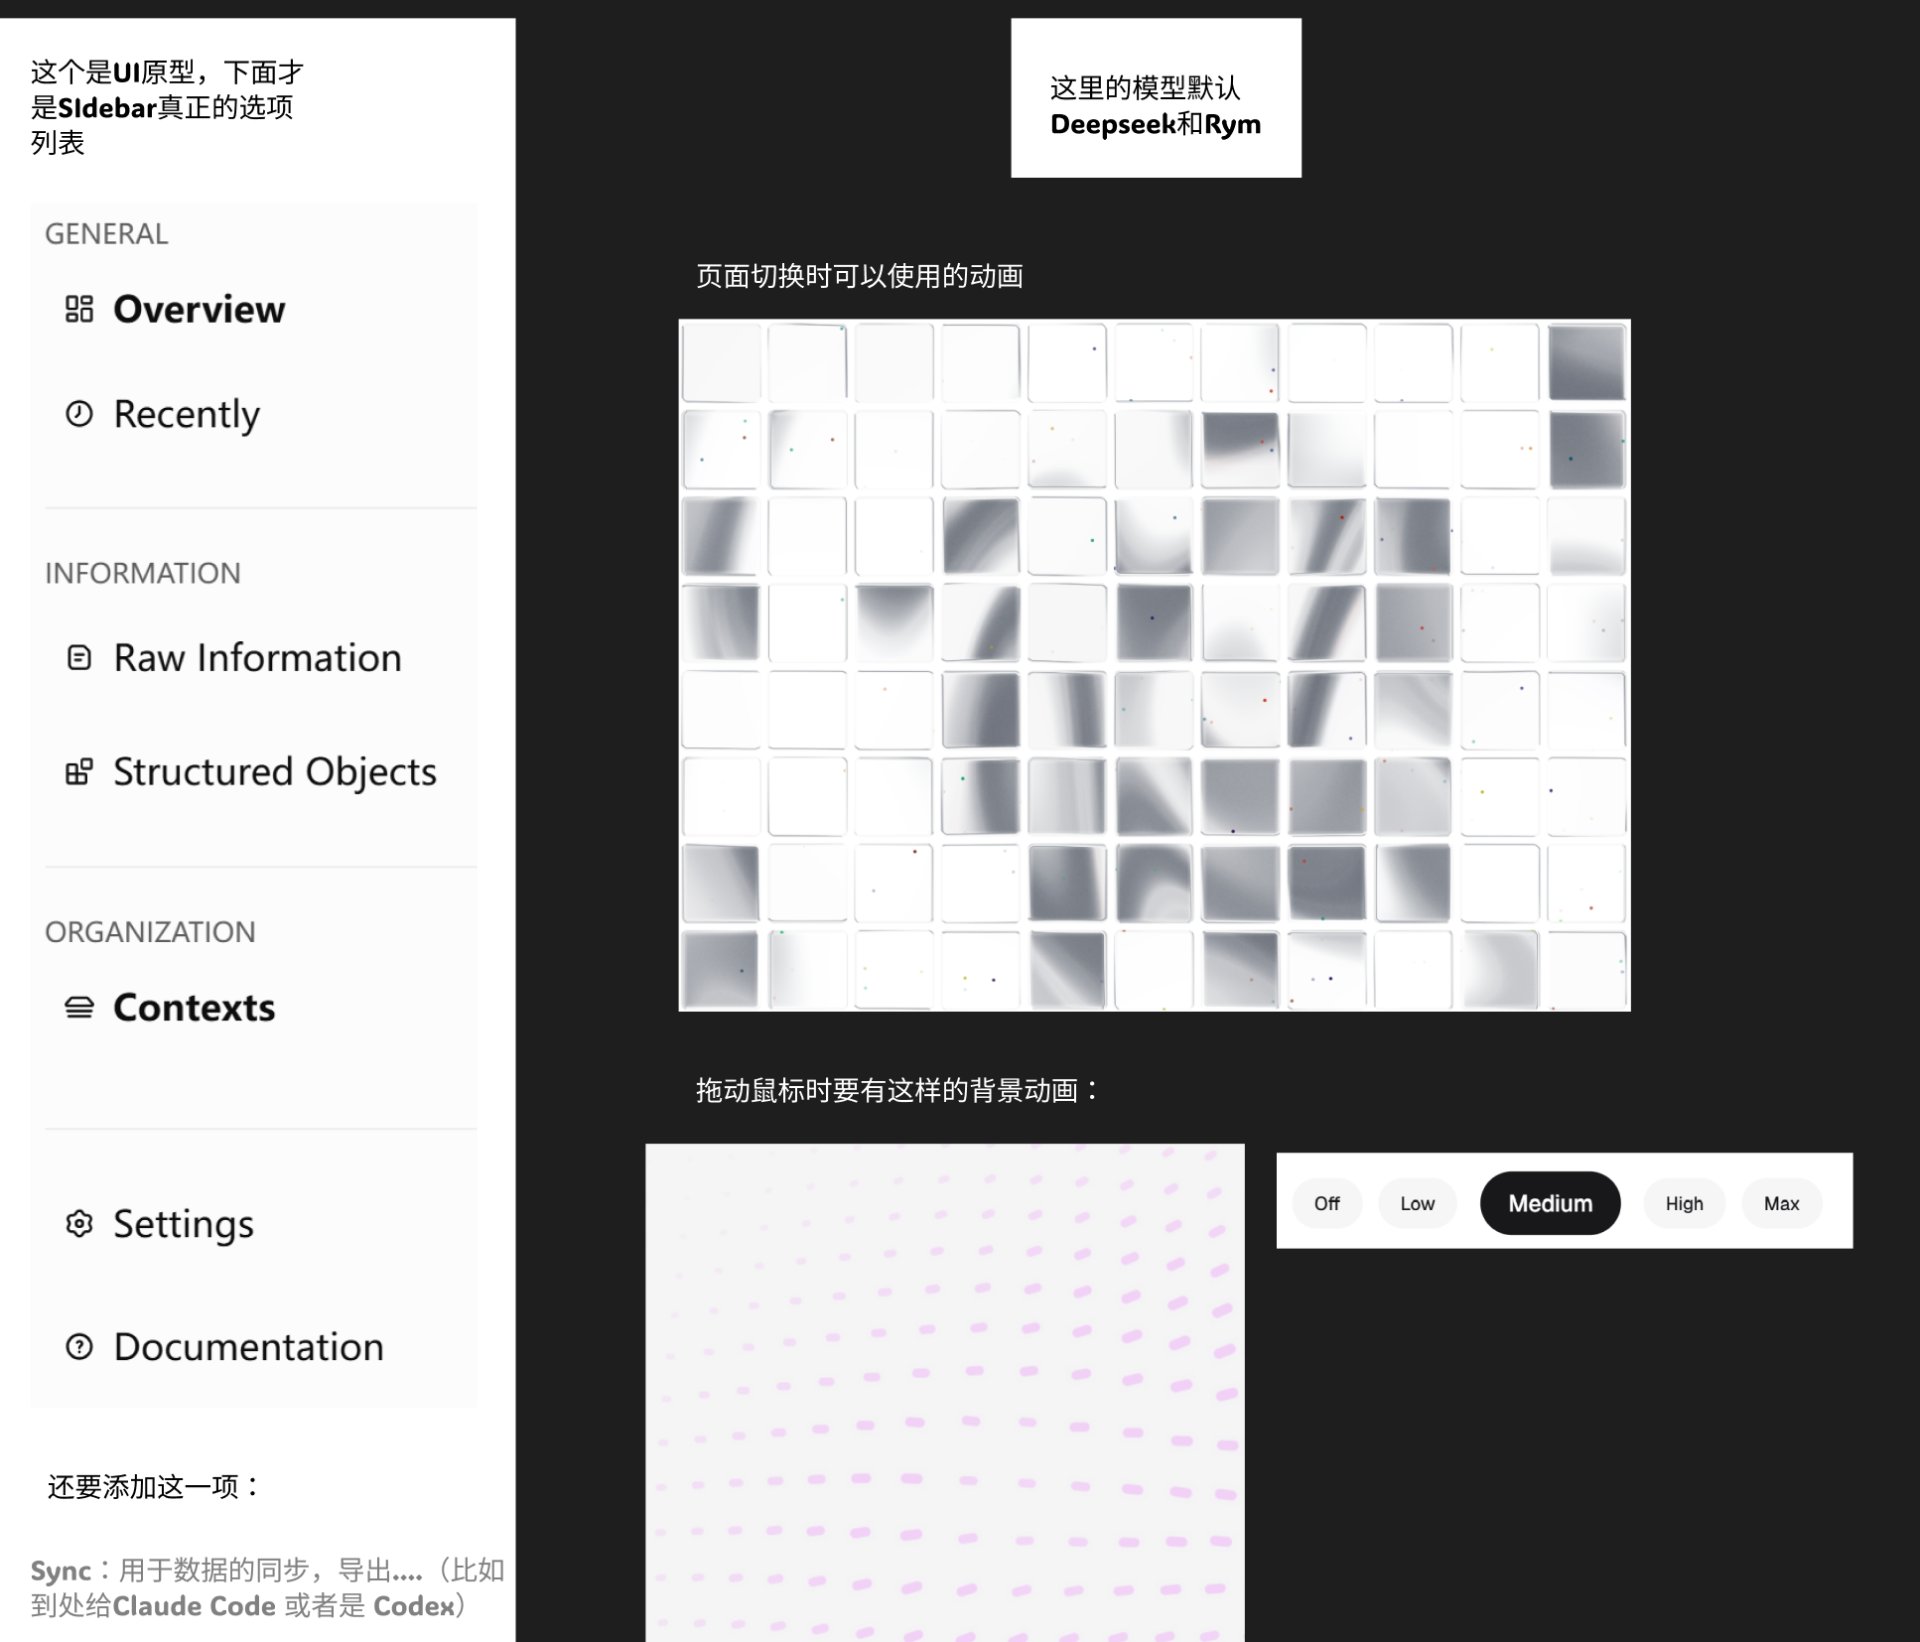 这个是UI原型，下面才
是SIdebar真正的选项
列表
GENERAL
Overview
Recently
INFORMATION
Raw Information
Structured Objects
ORGANIZATION
Contexts
Settings
Documentation
还要添加这一项：
Sync：用于数据的同步，导出....（比如
到处给Claude Code 或者是 Codex）
这里的模型默认
Deepseek和Rym
页面切换时可以使用的动画
拖动鼠标时要有这样的背景动画：
Off
Low
Medium
High
Max